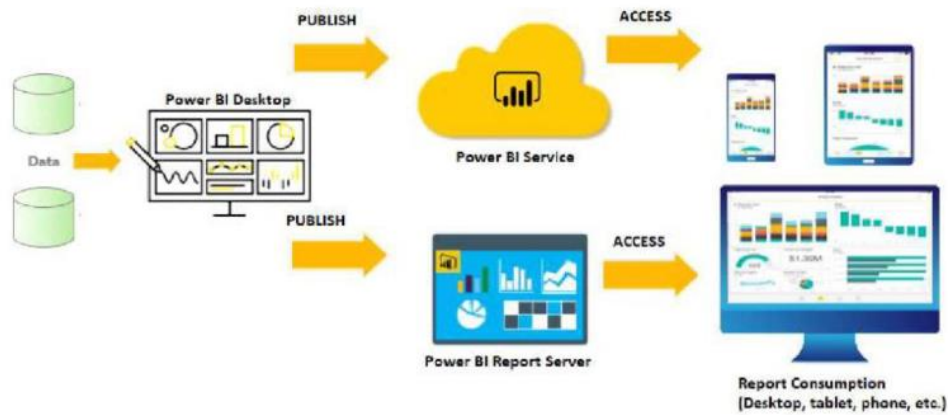 PUBLISH
ACCESS
Power BI Desktop
Data
Power BI Service
PUBLISH
ACCESS
$1.30M
Power BI Report Server
Report Consumption
(Desktop, tablet, phone, etc.)